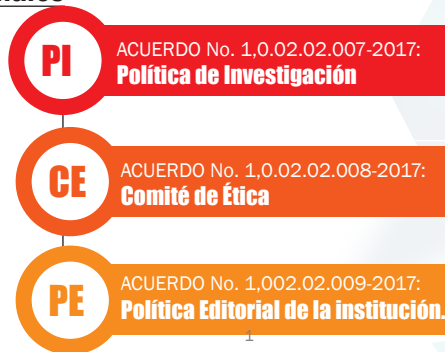 PI
ACUERDO No. 1,0.02.02.007-2017:
Política de Investigación
CE
ACUERDO No. 1,0.02.02.008-2017:
Comité de Ética
PE
ACUERDO No. 1,002.02.009-2017:
Política Editorial de la institución.
1